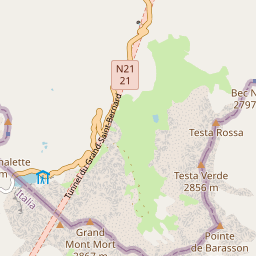 N21
21
Tunnel du Grand-Saint-Bernard
Bec N
2797
Testa Rossa
halette
Testa Verde
2856 m
Italia
Grand
Mont Mort
2867 m
Pointe
de Barasson